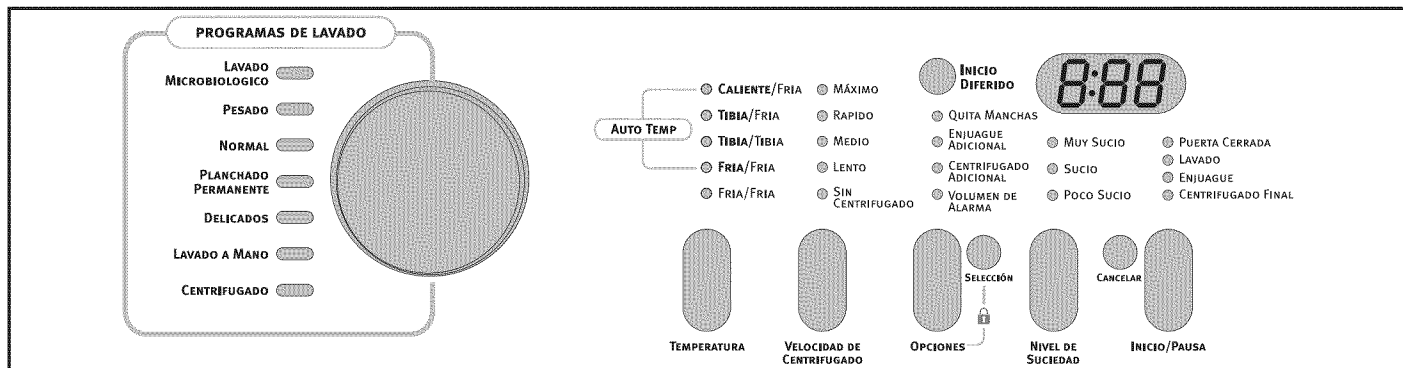 PROGRAMAS DE LAVADO
LAVADO
MICROBIOLOGICO
PESADO
NORMAL
PLANCHADO
PERMANENTE
DELICADOS
LAVADO A MANO
CENTRIFUGADO
AUTO TEMP
CALIENTE/FRIA
TIBIA/FRIA
TIBIA/TIBIA
FRIA/FRIA
FRIA/FRIA
TEMPERATURA
MÁXIMO
RAPIDO
MEDIO
LENTO
SIN
CENTRIFUGADO
VELOCIDAD DE
CENTRIFUGADO
INICIO
DIFERIDO
8:88
QUITA MANCHAS
ENJUAGUE
ADICIONAL
CENTRIFUGADO
ADICIONAL
VOLUMEN DE
ALARMA
SELECCIÓN
OPCIONES
MUY SUCIO
SUCIO
POCO SUCIO
NIVEL DE
SUCIEDAD
PUERTA CERRADA
LAVADO
ENJUAGUE
CENTRIFUGADO FINAL
CANCELAR
INICIO/PAUSA